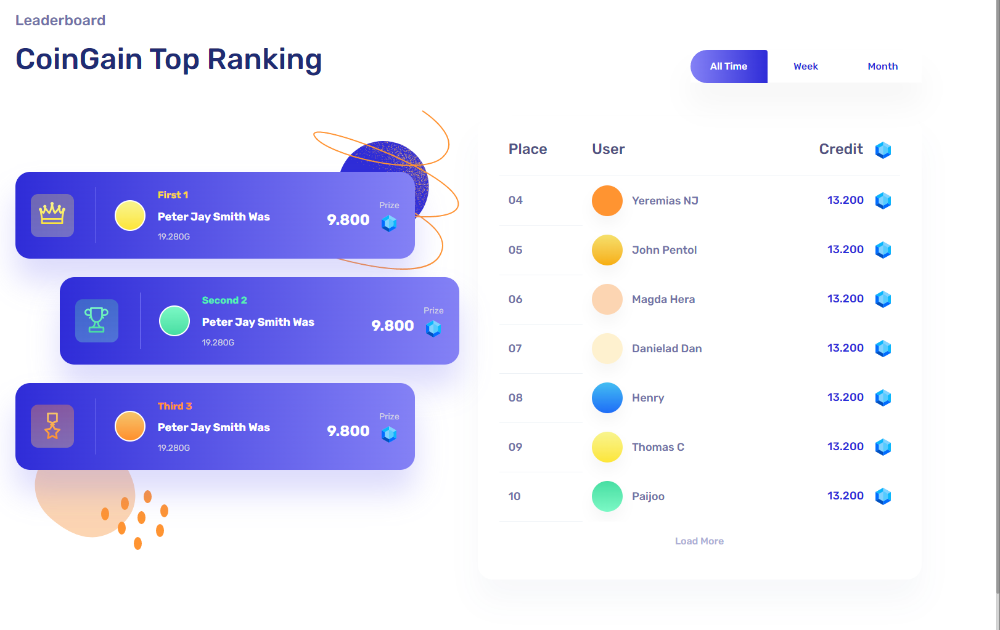 Leaderboard
CoinGain Top Ranking
All Time Week Month
First 1
Peter Jay Smith Was
19.280G
9.800
Prize
Second 2
Peter Jay Smith Was
19.280G
9.800
Prize
Third 3
Peter Jay Smith Was
19.280G
9.800
Prize
Place User Credit
04 Yeremias NJ 13.200
05 John Pentol 13.200
06 Magda Hera 13.200
07 Danielad Dan 13.200
08 Henry 13.200
09 Thomas C 13.200
10 Paijoo 13.200
Load More